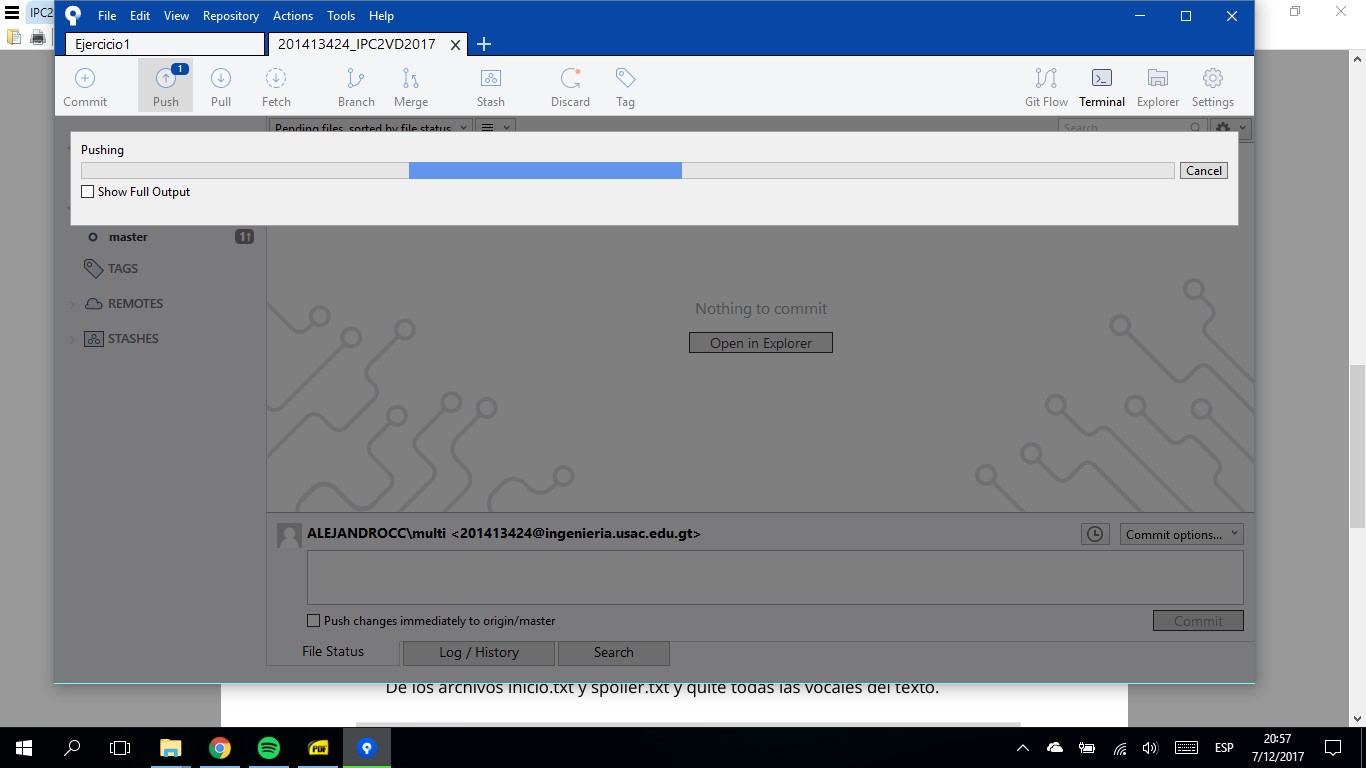 IPC2
File Edit View Repository Actions Tools Help
Ejercicio1
201413424_IPC2VD2017
1
Commit Push Pull Fetch Branch Merge Stash Discard Tag Git Flow Terminal Explorer Settings
Pending files, sorted by file status
Search
Pushing
Cancel
Show Full Output
master
1↑
TAGS
REMOTES
STASHES
Nothing to commit
Open in Explorer
ALEJANDROCC\multi <201413424@ingenieria.usac.edu.gt>
Commit options...
Push changes immediately to origin/master
Commit
File Status
Log / History
Search
De los archivos inicio.txt y spoiler.txt y quite todas las vocales del texto.
PDF
ESP
20:57
7/12/2017